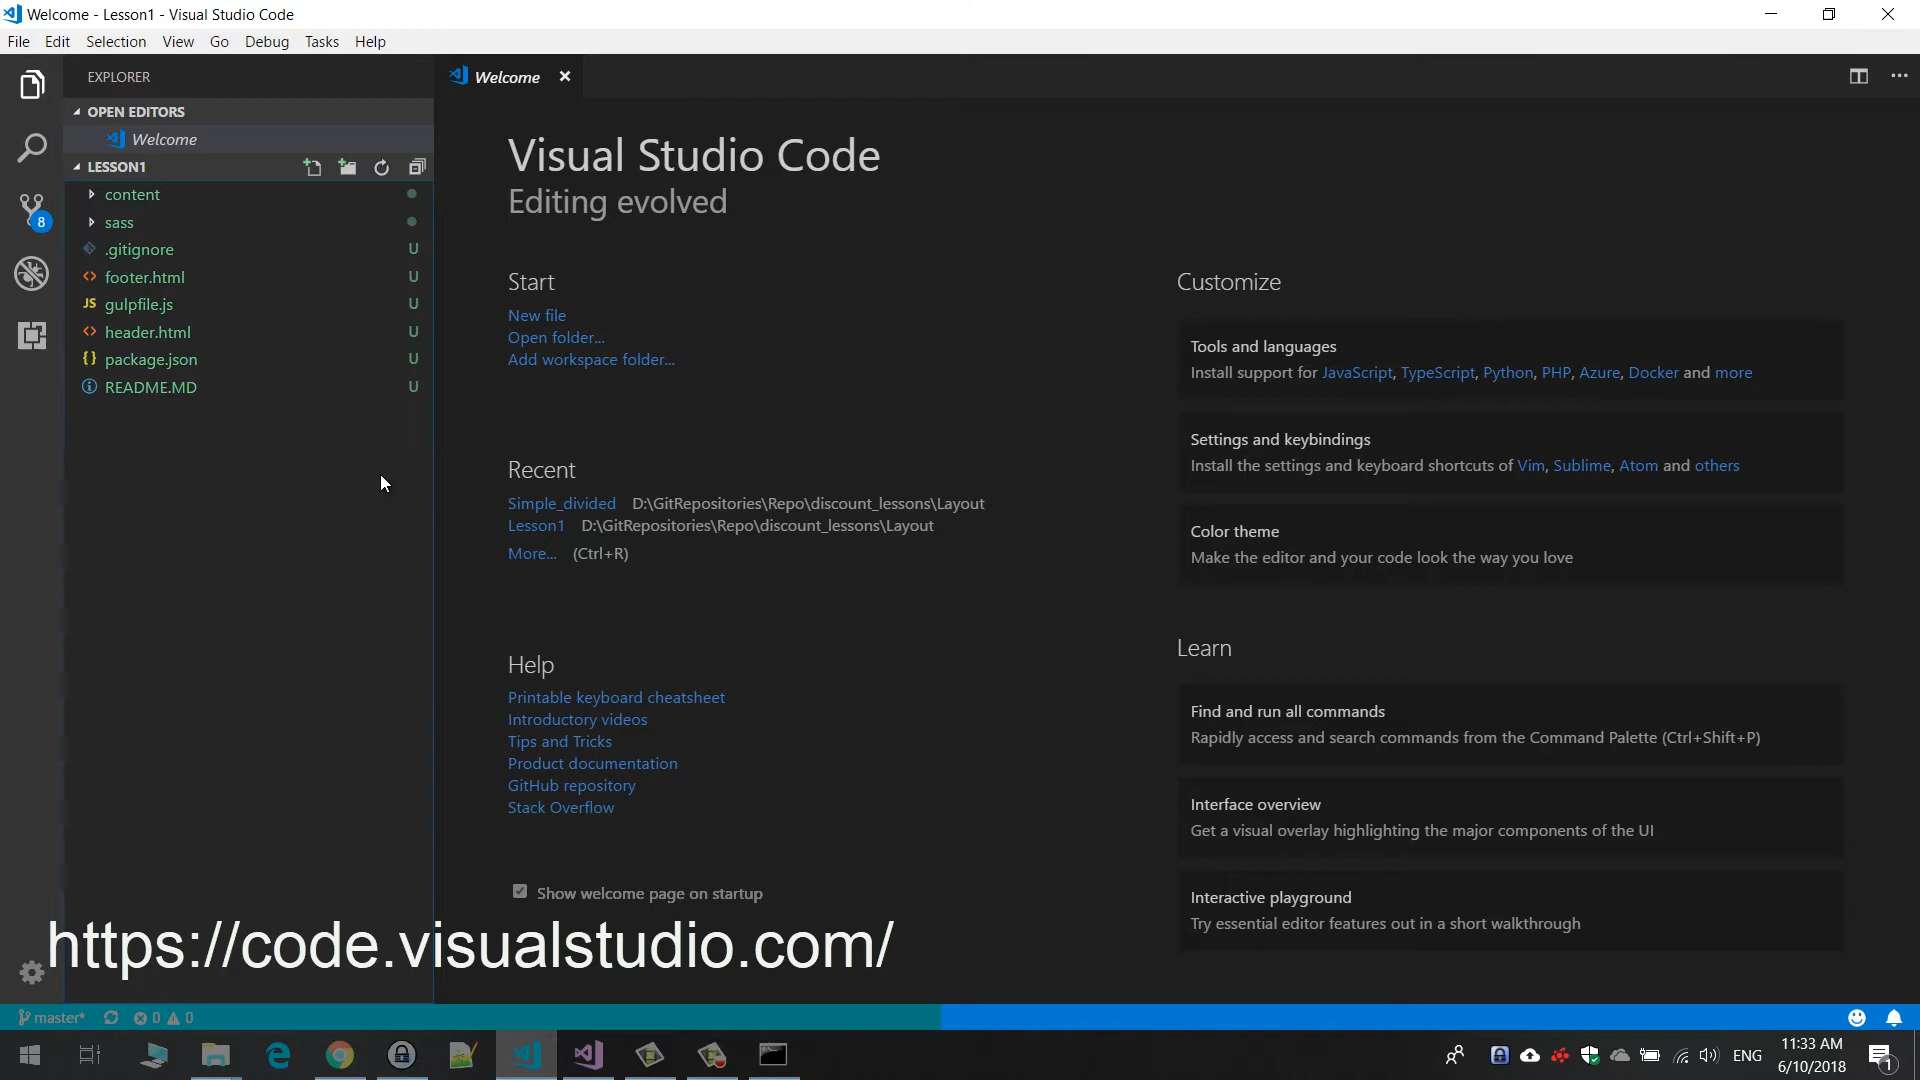 Welcome - Lesson1 - Visual Studio Code
File Edit Selection View Go Debug Tasks Help
EXPLORER
OPEN EDITORS
Welcome
LESSON1
content
sass
.gitignore U
footer.html U
JS gulpfile.js U
header.html U
{} package.json U
README.MD U
8
Welcome
Visual Studio Code
Editing evolved
Start
New file
Open folder...
Add workspace folder...
Recent
Simple_divided D:\GitRepositories\Repo\discount_lessons\Layout
Lesson1 D:\GitRepositories\Repo\discount_lessons\Layout
More... (Ctrl+R)
Help
Printable keyboard cheatsheet
Introductory videos
Tips and Tricks
Product documentation
GitHub repository
Stack Overflow
Show welcome page on startup
Customize
Tools and languages
Install support for JavaScript, TypeScript, Python, PHP, Azure, Docker and more
Settings and keybindings
Install the settings and keyboard shortcuts of Vim, Sublime, Atom and others
Color theme
Make the editor and your code look the way you love
Learn
Find and run all commands
Rapidly access and search commands from the Command Palette (Ctrl+Shift+P)
Interface overview
Get a visual overlay highlighting the major components of the UI
Interactive playground
Try essential editor features out in a short walkthrough
https://code.visualstudio.com/
master* 0 0
ENG
11:33 AM
6/10/2018
1